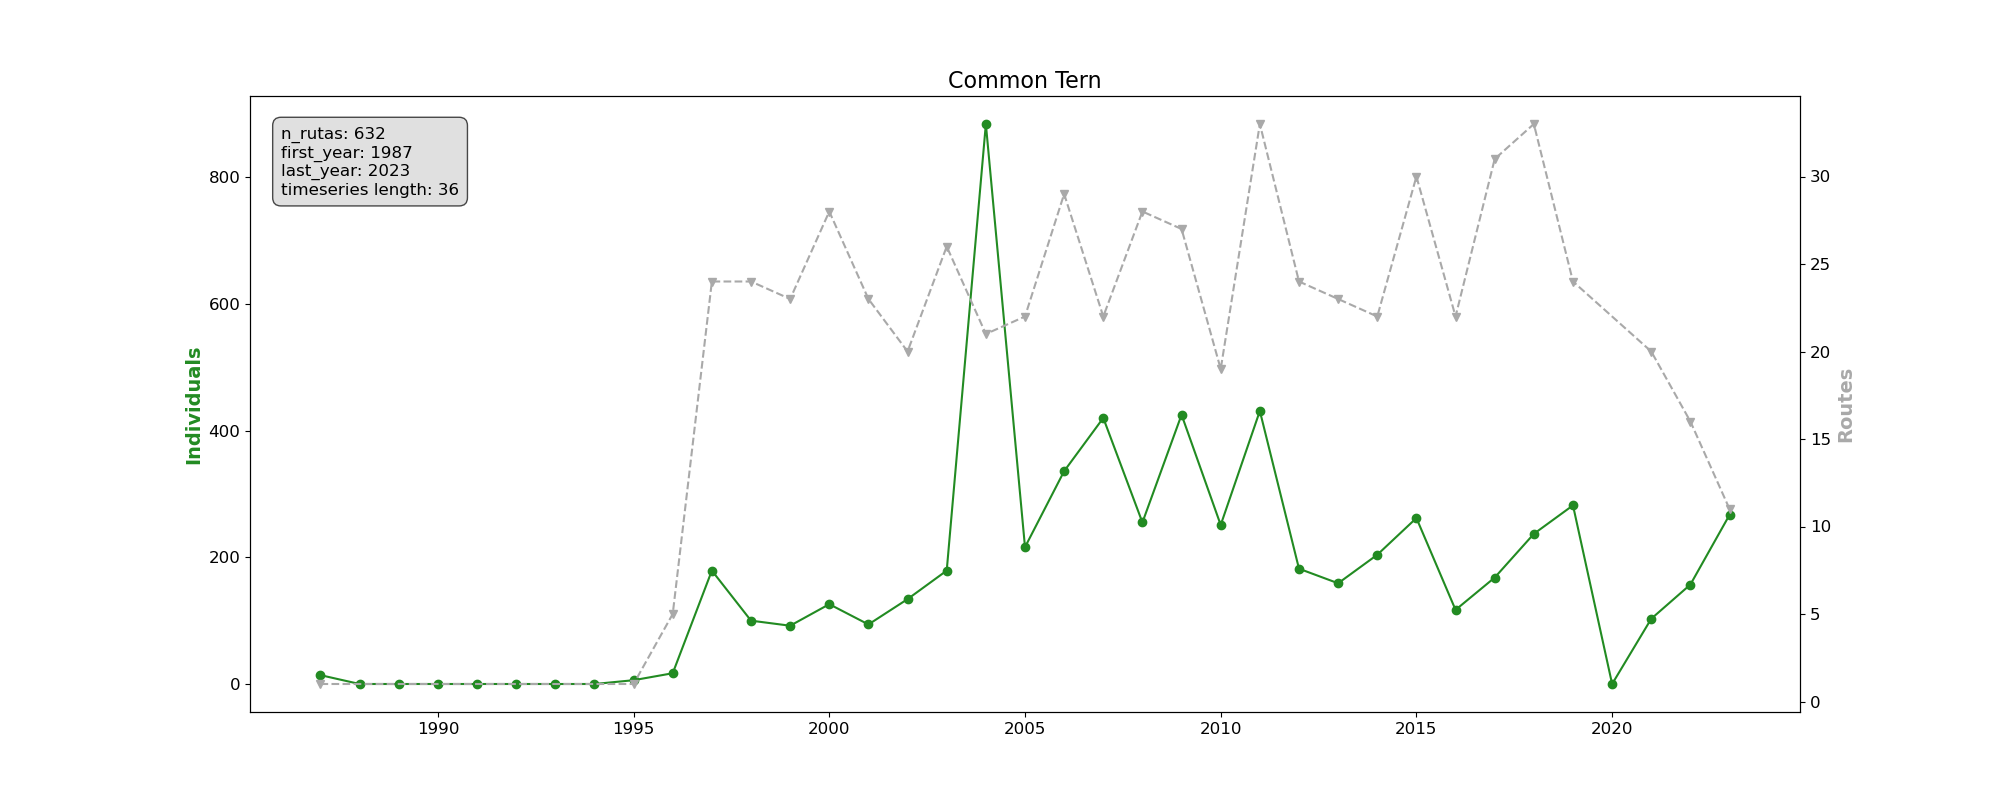 Common Tern
n_rutas: 632
first_year: 1987
last_year: 2023
timeseries length: 36
Individuals
800
600
400
200
0
Routes
30
25
20
15
10
5
0
1990
1995
2000
2005
2010
2015
2020